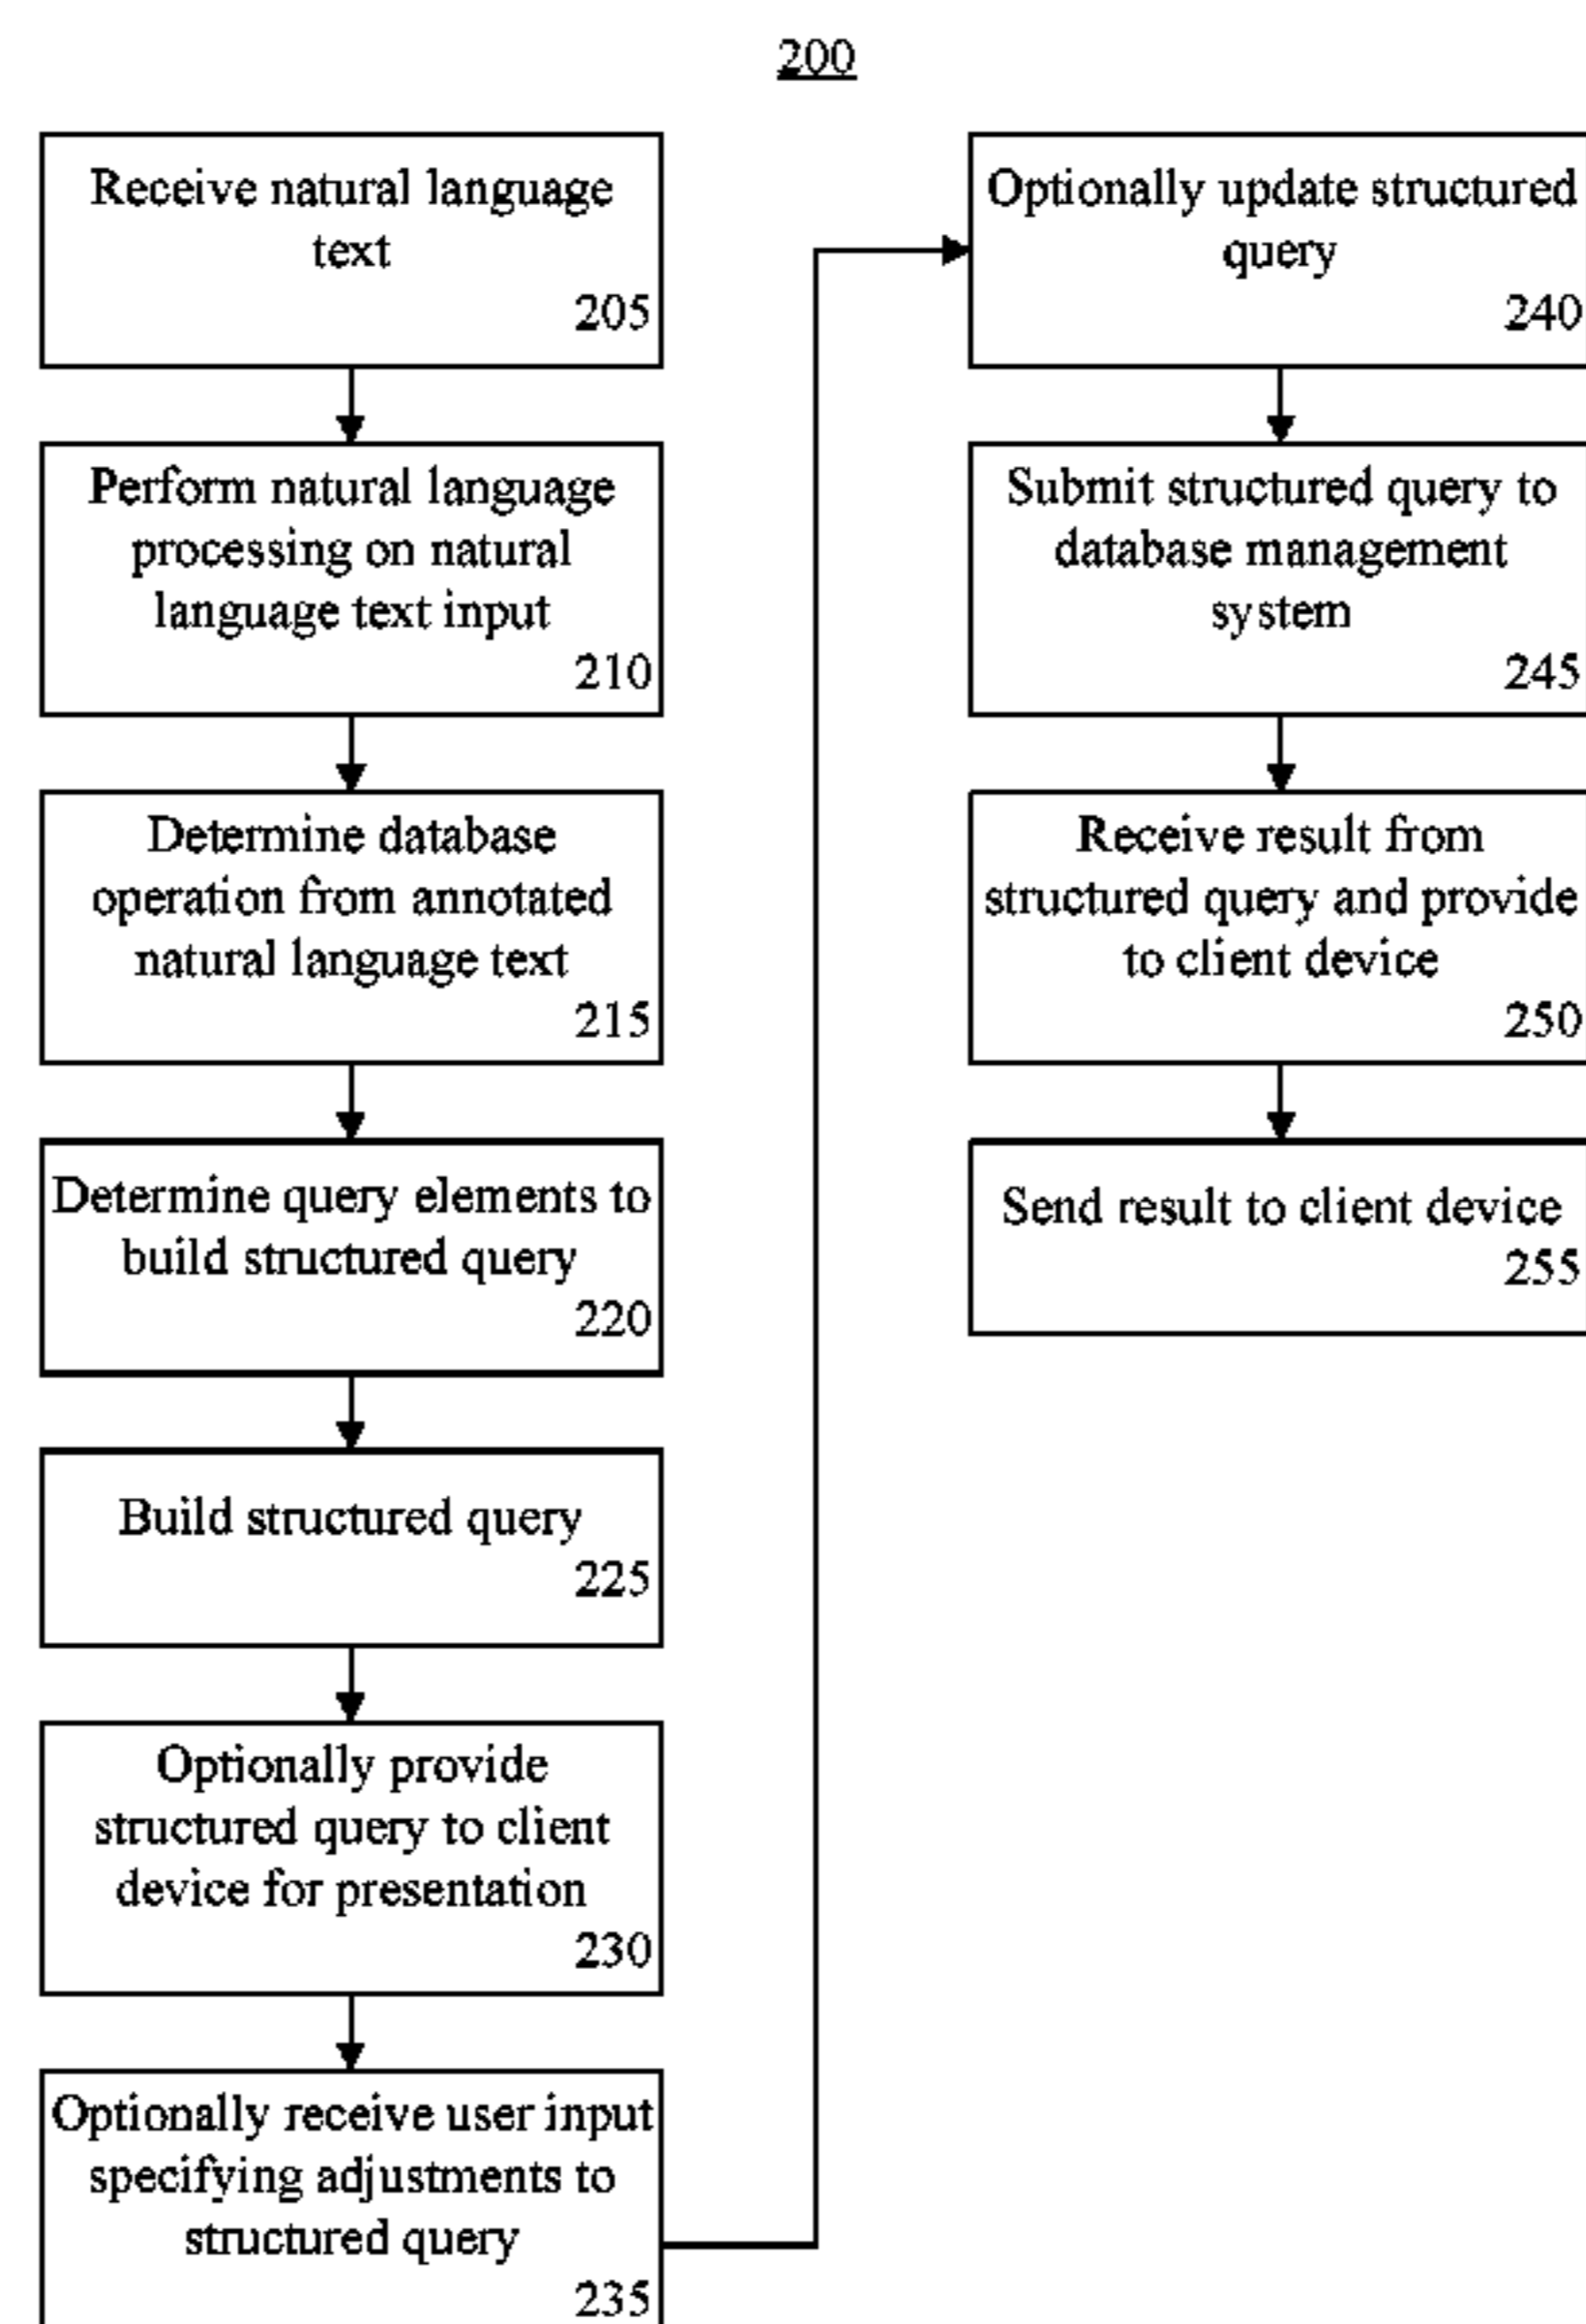 200
Receive natural language
text
205
Perform natural language
processing on natural
language text input
210
Determine database
operation from annotated
natural language text
215
Determine query elements to
build structured query
220
Build structured query
225
Optionally provide
structured query to client
device for presentation
230
Optionally receive user input
specifying adjustments to
structured query
235
Optionally update structured
query
240
Submit structured query to
database management
system
245
Receive result from
structured query and provide
to client device
250
Send result to client device
255